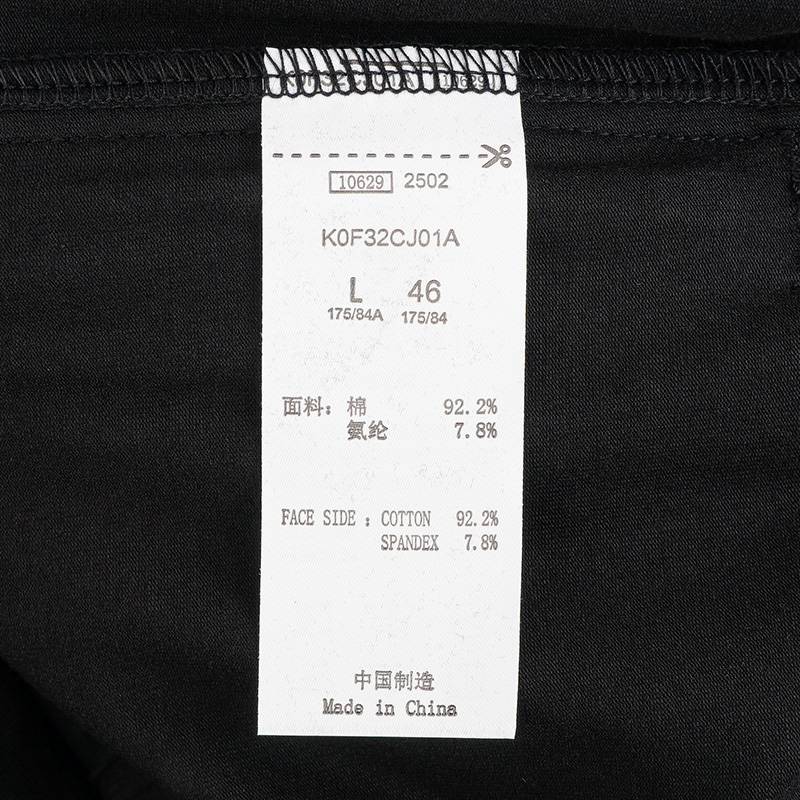 10629 2502
K0F32CJ01A
L 46
175/84A 175/84
面料: 棉 92.2%
氨纶 7.8%
FACE SIDE : COTTON 92.2%
SPANDEX 7.8%
中国制造
Made in China